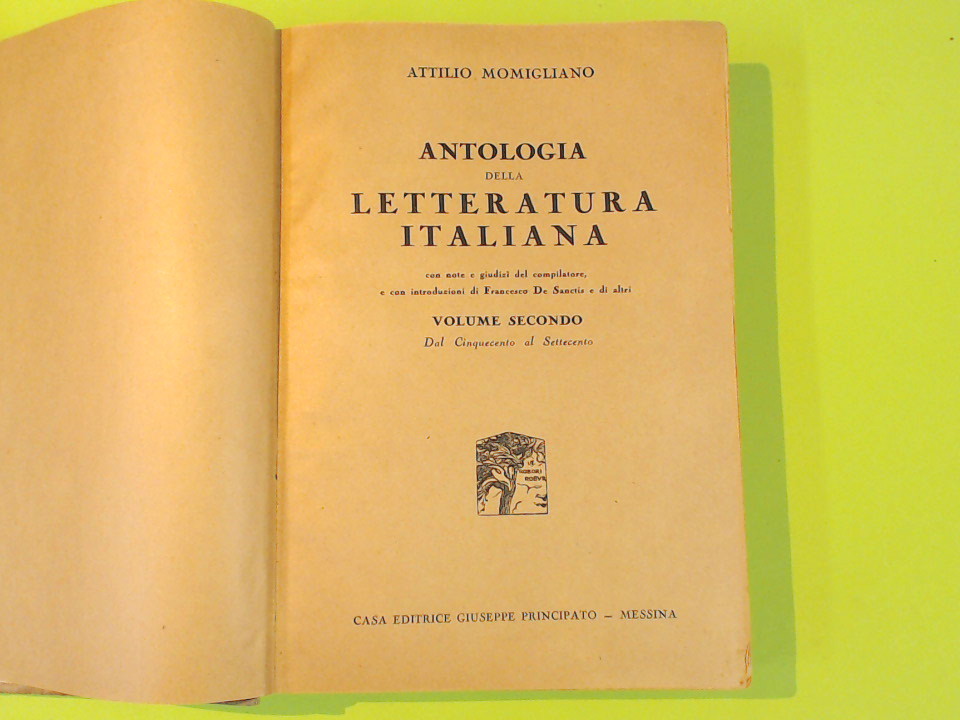 ATTILIO MOMIGLIANO
ANTOLOGIA
DELLA
LETTERATURA
ITALIANA
con note e giudizi del compilatore,
e con introduzioni di Francesco De Sanctis e di altri
VOLUME SECONDO
Dal Cinquecento al Settecento
ROBUR
CASA EDITRICE GIUSEPPE PRINCIPATO – MESSINA